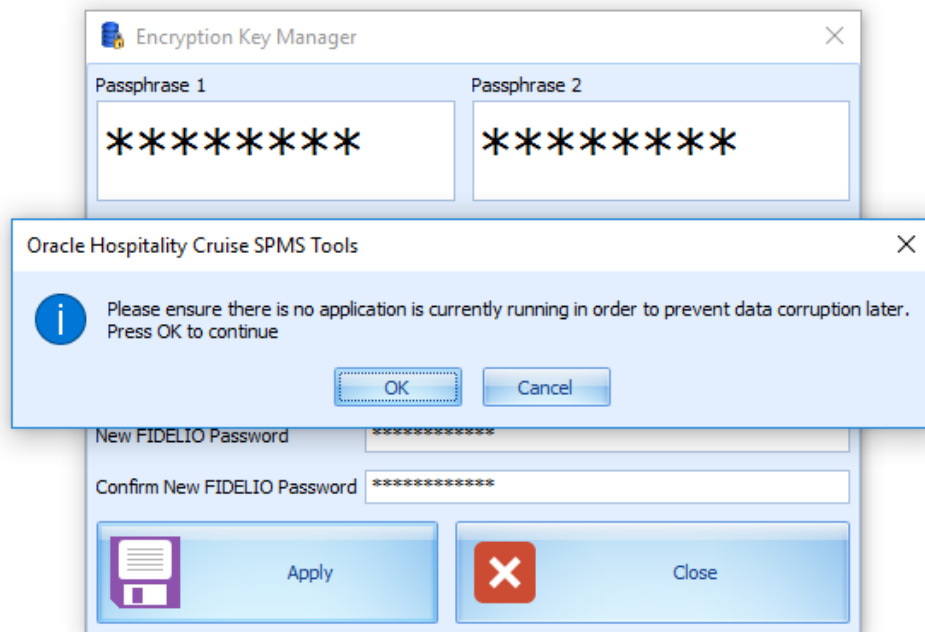 Encryption Key Manager
Passphrase 1 Passphrase 2
******** ********
Oracle Hospitality Cruise SPMS Tools
Please ensure there is no application is currently running in order to prevent data corruption later.
Press OK to continue
OK Cancel
New FIDELIO Password ************
Confirm New FIDELIO Password ************
Apply Close